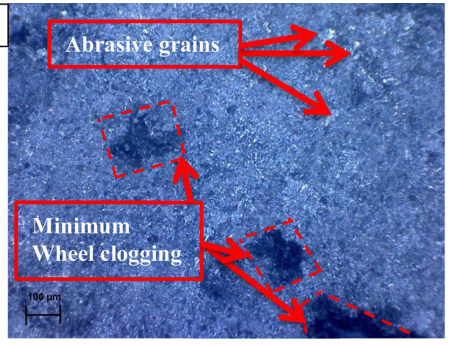 Abrasive grains
Minimum
Wheel clogging
100 µm